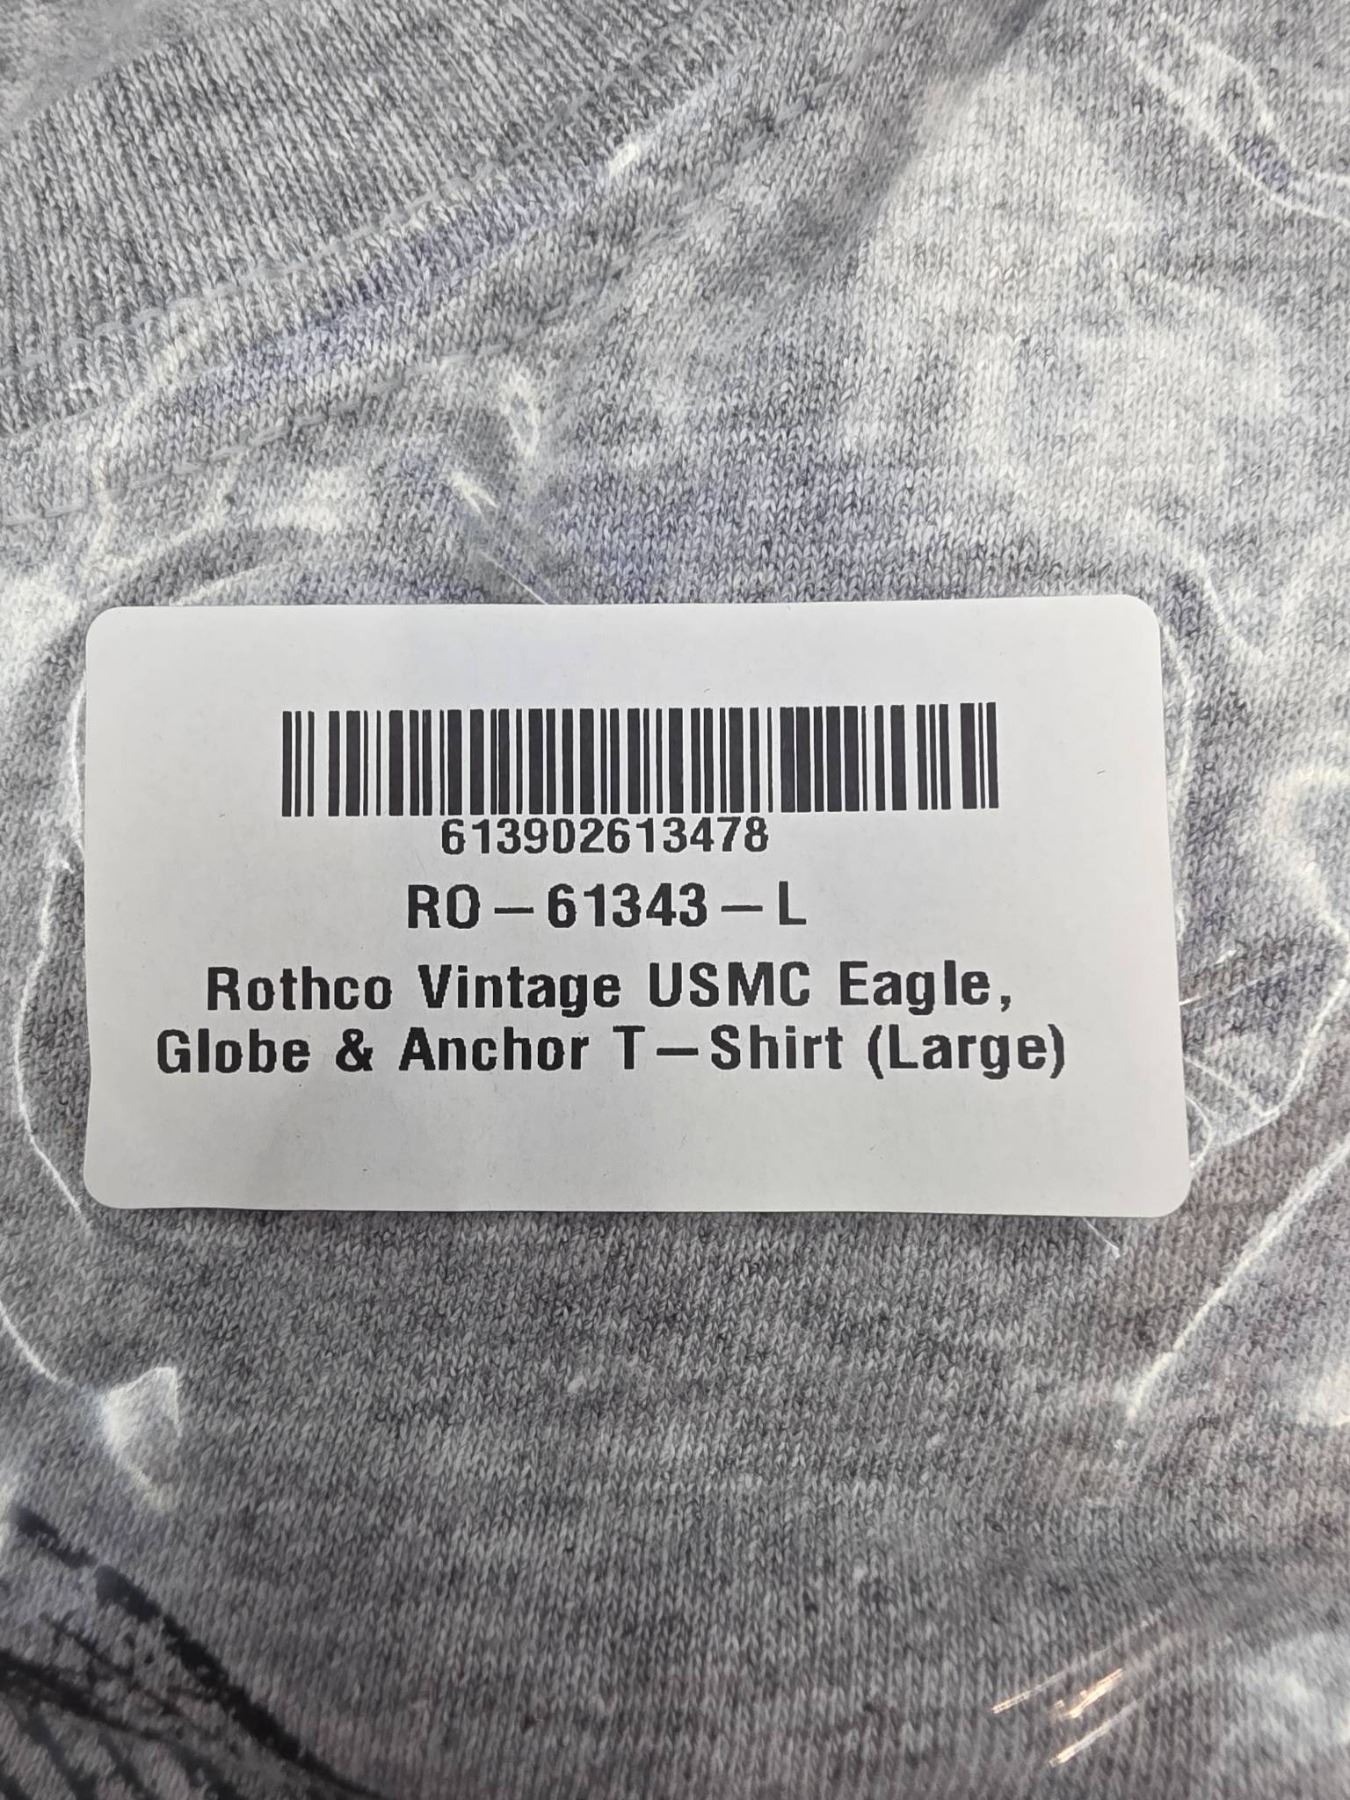 613902613478
RO-61343-L
Rothco Vintage USMC Eagle,
Globe & Anchor T-Shirt (Large)